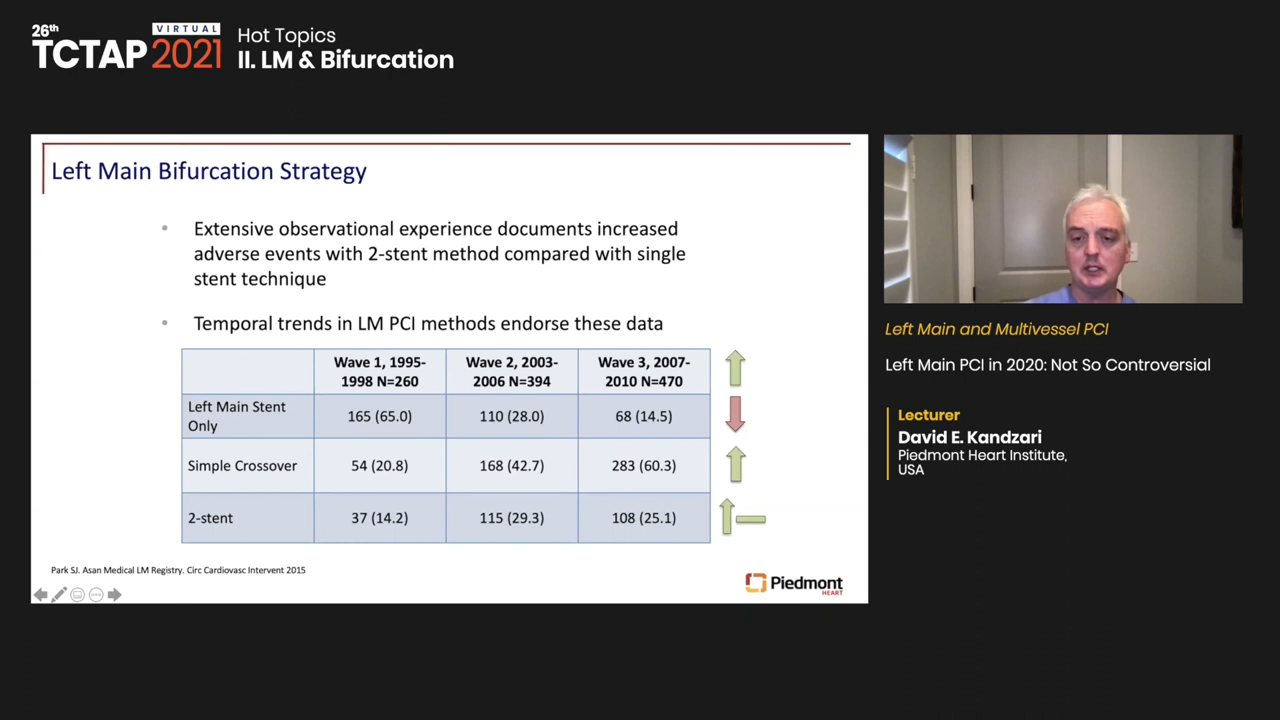 26th
VIRTUAL
TCTAP 2021
Hot Topics
II. LM & Bifurcation
Left Main Bifurcation Strategy
• Extensive observational experience documents increased
adverse events with 2-stent method compared with single
stent technique
• Temporal trends in LM PCI methods endorse these data
Wave 1, 1995-
1998 N=260
Wave 2, 2003-
2006 N=394
Wave 3, 2007-
2010 N=470
Left Main Stent
Only
165 (65.0)
110 (28.0)
68 (14.5)
Simple Crossover
54 (20.8)
168 (42.7)
283 (60.3)
2-stent
37 (14.2)
115 (29.3)
108 (25.1)
Park SJ. Asan Medical LM Registry. Circ Cardiovasc Intervent 2015
Piedmont
HEART
Left Main and Multivessel PCI
Left Main PCI in 2020: Not So Controversial
Lecturer
David E. Kandzari
Piedmont Heart Institute,
USA